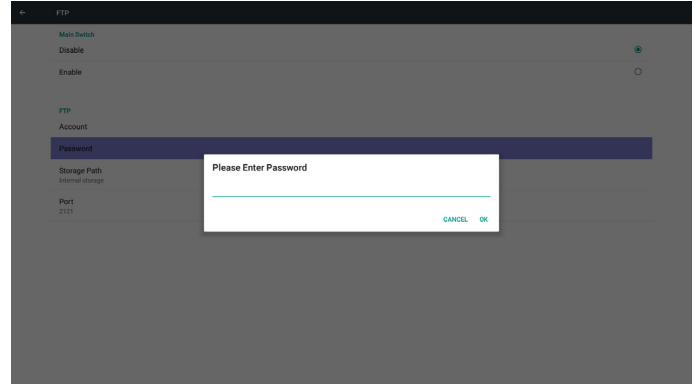 FTP
Main Switch
Disable
Enable
FTP
Account
Password
Storage Path
Internal storage
Port
2121
Please Enter Password
CANCEL OK